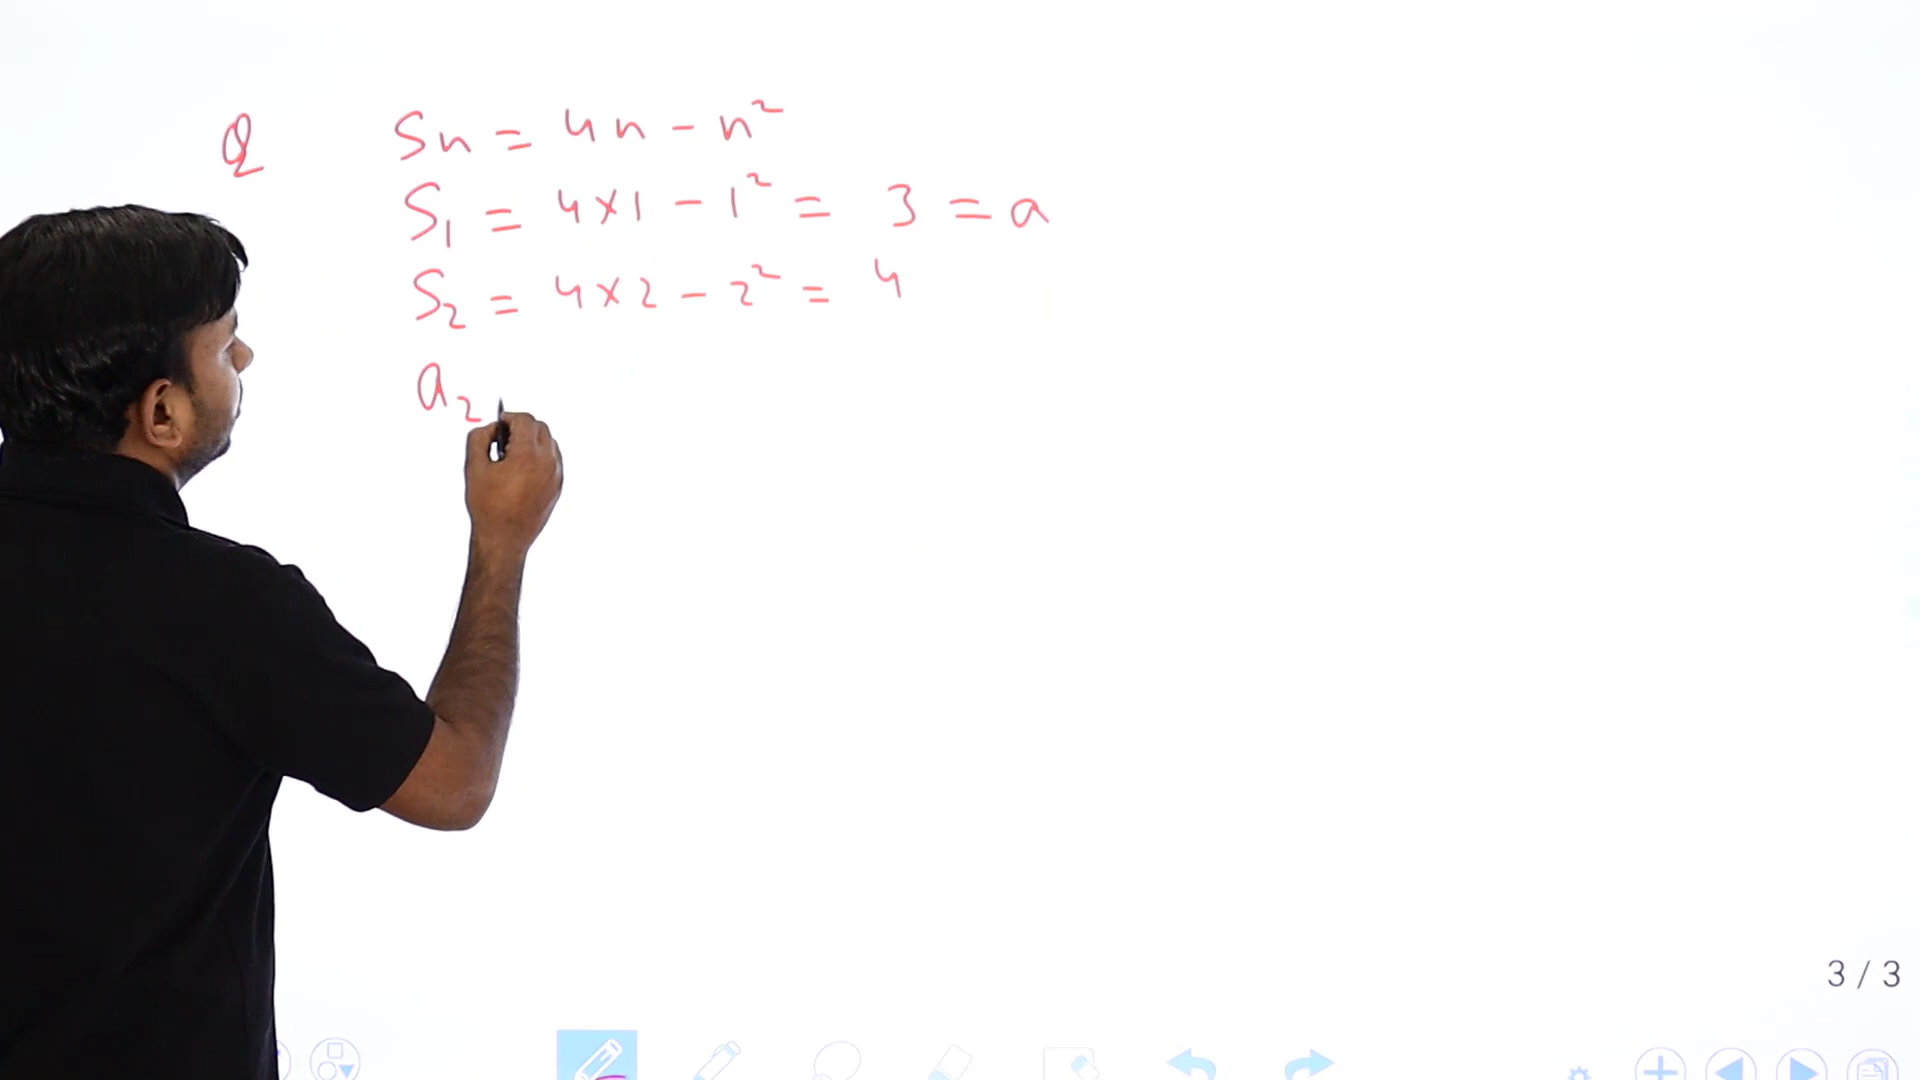 Q Sn = 4n - n²
S₁ = 4×1 - 1² = 3 = a
S₂ = 4×2 - 2² = 4
a₂
3 / 3